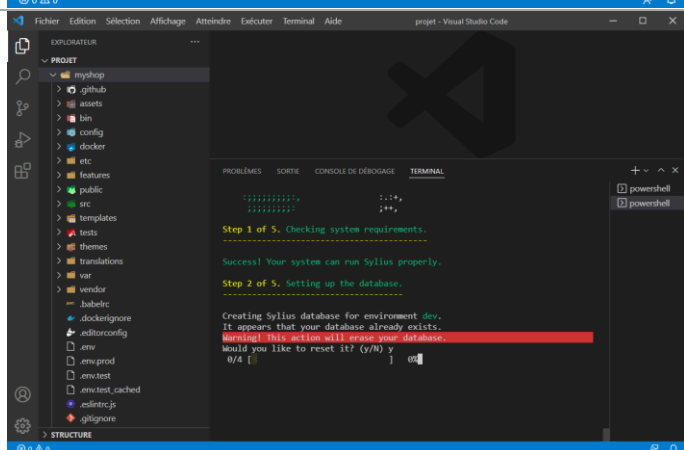 Fichier Edition Sélection Affichage Atteindre Exécuter Terminal Aide projet - Visual Studio Code
EXPLORATEUR ...
PROJET
myshop
.github
assets
bin
config
docker
etc
features
public
src
templates
tests
themes
translations
var
vendor
.babelrc
.dockerignore
.editorconfig
.env
.env.prod
.env.test
.env.test_cached
.eslintrc.js
.gitignore
STRUCTURE
PROBLÈMES SORTIE CONSOLE DE DÉBOGAGE TERMINAL
powershell
powershell
:;;;;;;;;;:, :.:+,
;;;;;;;;;: ;++,
Step 1 of 5. Checking system requirements.
------------------------------------------
Success! Your system can run Sylius properly.
Step 2 of 5. Setting up the database.
-------------------------------------
Creating Sylius database for environment dev.
It appears that your database already exists.
Warning! This action will erase your database.
Would you like to reset it? (y/N) y
0/4 [ ] 0%